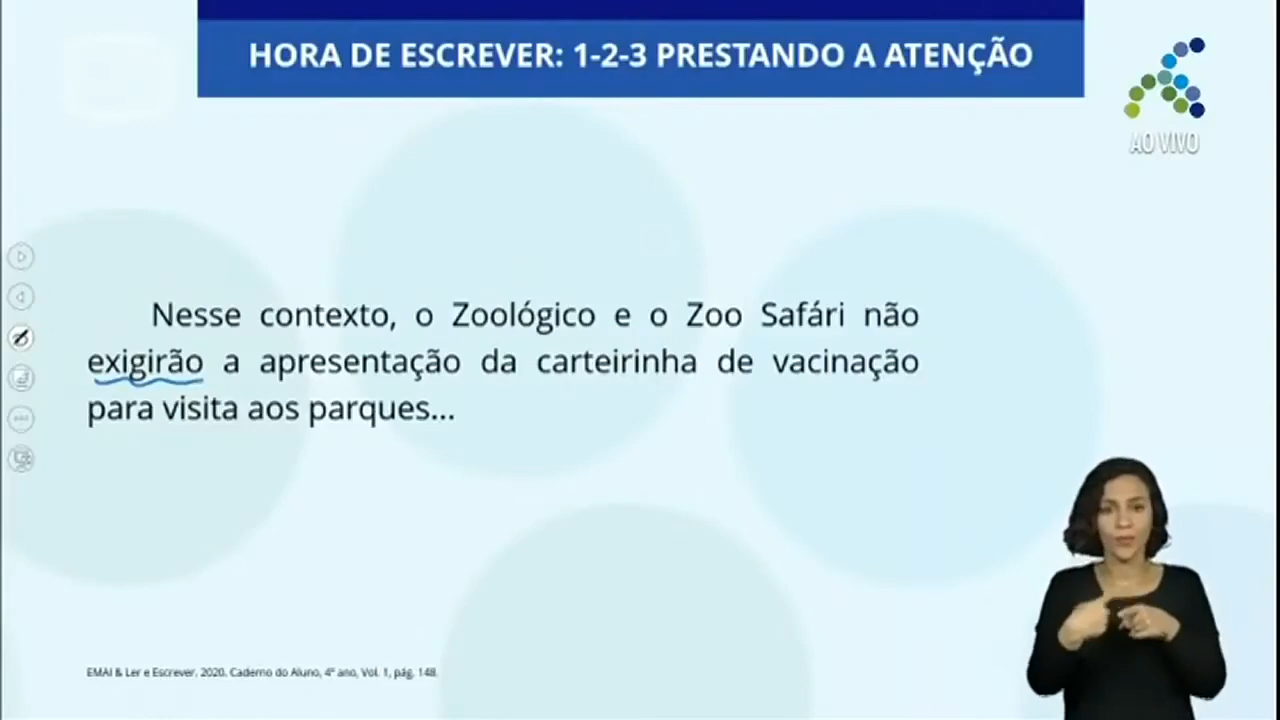 HORA DE ESCREVER: 1-2-3 PRESTANDO A ATENÇÃO
AO VIVO
Nesse contexto, o Zoológico e o Zoo Safári não
exigirão a apresentação da carteirinha de vacinação
para visita aos parques...
EMAI & Ler e Escrever, 2020. Caderno do Aluno, 4º ano, Vol. 1, pág. 148.